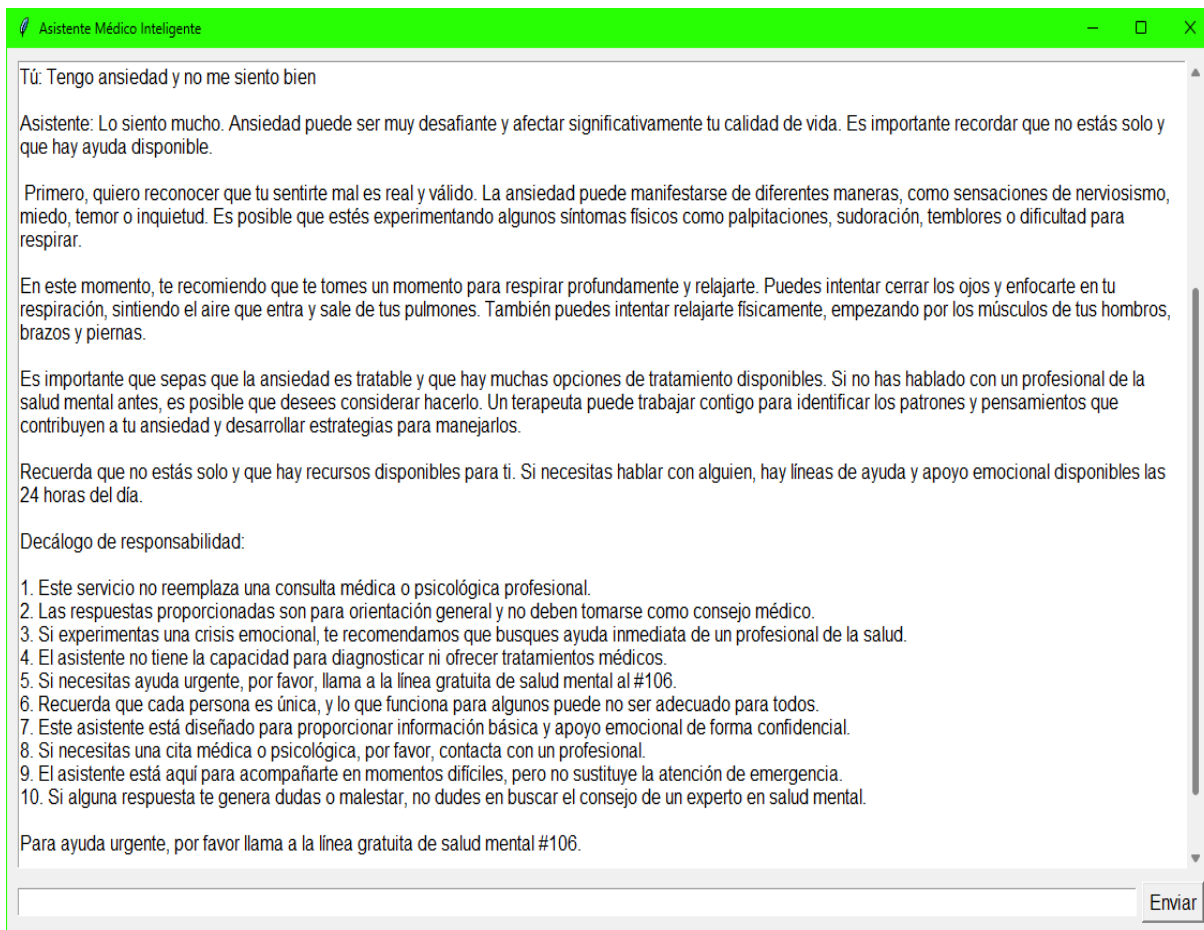 Asistente Médico Inteligente
Tú: Tengo ansiedad y no me siento bien
Asistente: Lo siento mucho. Ansiedad puede ser muy desafiante y afectar significativamente tu calidad de vida. Es importante recordar que no estás solo y
que hay ayuda disponible.
Primero, quiero reconocer que tu sentirte mal es real y válido. La ansiedad puede manifestarse de diferentes maneras, como sensaciones de nerviosismo,
miedo, temor o inquietud. Es posible que estés experimentando algunos síntomas físicos como palpitaciones, sudoración, temblores o dificultad para
respirar.
En este momento, te recomiendo que te tomes un momento para respirar profundamente y relajarte. Puedes intentar cerrar los ojos y enfocarte en tu
respiración, sintiendo el aire que entra y sale de tus pulmones. También puedes intentar relajarte físicamente, empezando por los músculos de tus hombros,
brazos y piernas.
Es importante que sepas que la ansiedad es tratable y que hay muchas opciones de tratamiento disponibles. Si no has hablado con un profesional de la
salud mental antes, es posible que desees considerar hacerlo. Un terapeuta puede trabajar contigo para identificar los patrones y pensamientos que
contribuyen a tu ansiedad y desarrollar estrategias para manejarlos.
Recuerda que no estás solo y que hay recursos disponibles para ti. Si necesitas hablar con alguien, hay líneas de ayuda y apoyo emocional disponibles las
24 horas del día.
Decálogo de responsabilidad:
1. Este servicio no reemplaza una consulta médica o psicológica profesional.
2. Las respuestas proporcionadas son para orientación general y no deben tomarse como consejo médico.
3. Si experimentas una crisis emocional, te recomendamos que busques ayuda inmediata de un profesional de la salud.
4. El asistente no tiene la capacidad para diagnosticar ni ofrecer tratamientos médicos.
5. Si necesitas ayuda urgente, por favor, llama a la línea gratuita de salud mental al #106.
6. Recuerda que cada persona es única, y lo que funciona para algunos puede no ser adecuado para todos.
7. Este asistente está diseñado para proporcionar información básica y apoyo emocional de forma confidencial.
8. Si necesitas una cita médica o psicológica, por favor, contacta con un profesional.
9. El asistente está aquí para acompañarte en momentos difíciles, pero no sustituye la atención de emergencia.
10. Si alguna respuesta te genera dudas o malestar, no dudes en buscar el consejo de un experto en salud mental.
Para ayuda urgente, por favor llama a la línea gratuita de salud mental #106.
Enviar